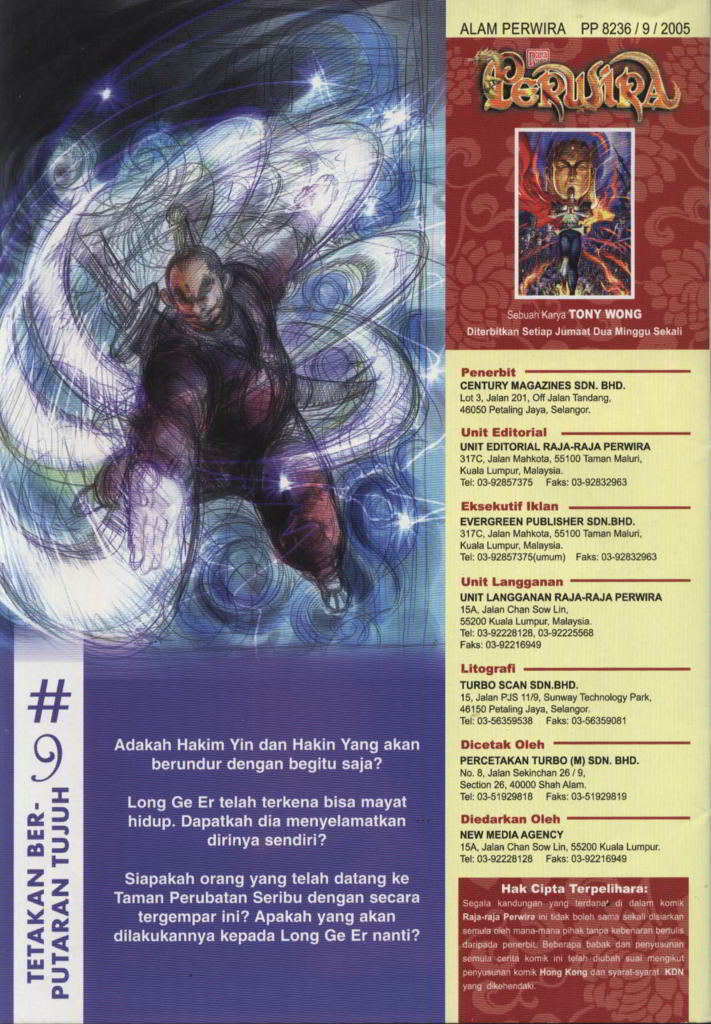 ALAM PERWIRA PP 8236 / 9 / 2005
PERWIRA
Sebuah Karya TONY WONG
Diterbitkan Setiap Jumaat Dua Minggu Sekali
Penerbit
CENTURY MAGAZINES SDN. BHD.
Lot 3, Jalan 201, Off Jalan Tandang,
46050 Petaling Jaya, Selangor.
Unit Editorial
UNIT EDITORIAL RAJA-RAJA PERWIRA
317C, Jalan Mahkota, 55100 Taman Maluri,
Kuala Lumpur, Malaysia.
Tel: 03-92857375 Faks: 03-92832963
Eksekutif Iklan
EVERGREEN PUBLISHER SDN.BHD.
317C, Jalan Mahkota, 55100 Taman Maluri,
Kuala Lumpur, Malaysia.
Tel: 03-92857375(umum) Faks: 03-92832963
Unit Langganan
UNIT LANGGANAN RAJA-RAJA PERWIRA
15A, Jalan Chan Sow Lin,
55200 Kuala Lumpur, Malaysia.
Tel: 03-92228128, 03-92225568
Faks: 03-92216949
Litografi
TURBO SCAN SDN.BHD.
15, Jalan PJS 11/9, Sunway Technology Park,
46150 Petaling Jaya, Selangor.
Tel: 03-56359538 Faks: 03-56359081
Dicetak Oleh
PERCETAKAN TURBO (M) SDN. BHD.
No. 8, Jalan Sekinchan 26 / 9,
Section 26, 40000 Shah Alam.
Tel: 03-51929818 Faks: 03-51929819
Diedarkan Oleh
NEW MEDIA AGENCY
15A, Jalan Chan Sow Lin, 55200 Kuala Lumpur.
Tel: 03-92228128 Faks: 03-92216949
Hak Cipta Terpelihara:
Segala kandungan yang terdapat di dalam komik
Raja-raja Perwira ini tidak boleh sama sekali disiarkan
semula oleh mana-mana pihak tanpa kebenaran bertulis
daripada penerbit. Beberapa babak dan penyusunan
semula cerita komik ini telah diubah suai mengikut
penyusunan komik Hong Kong dan syarat-syarat KDN
yang dikehendaki.
#9
TETAKAN BER-
PUTARAN TUJUH
Adakah Hakim Yin dan Hakin Yang akan
berundur dengan begitu saja?
Long Ge Er telah terkena bisa mayat
hidup. Dapatkah dia menyelamatkan
dirinya sendiri?
Siapakah orang yang telah datang ke
Taman Perubatan Seribu dengan secara
tergempar ini? Apakah yang akan
dilakukannya kepada Long Ge Er nanti?